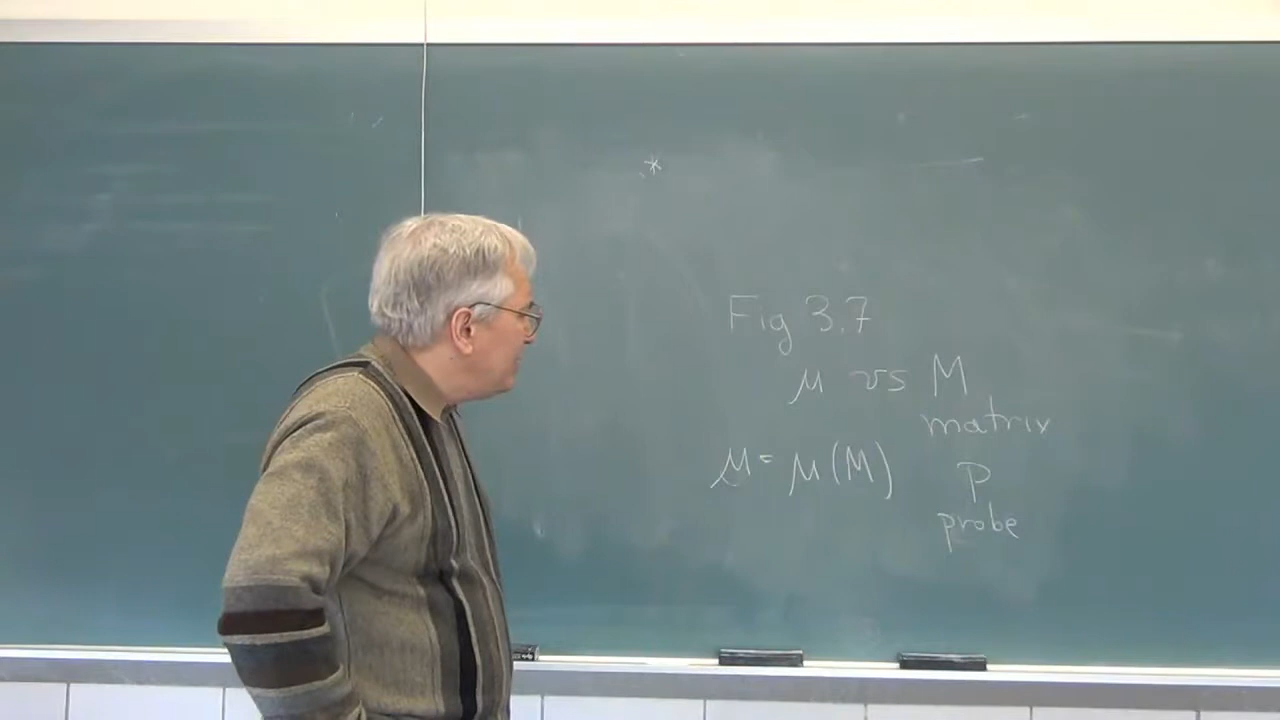 *
Fig 3.7
μ vs M
matrix
μ = μ(M)
P
probe